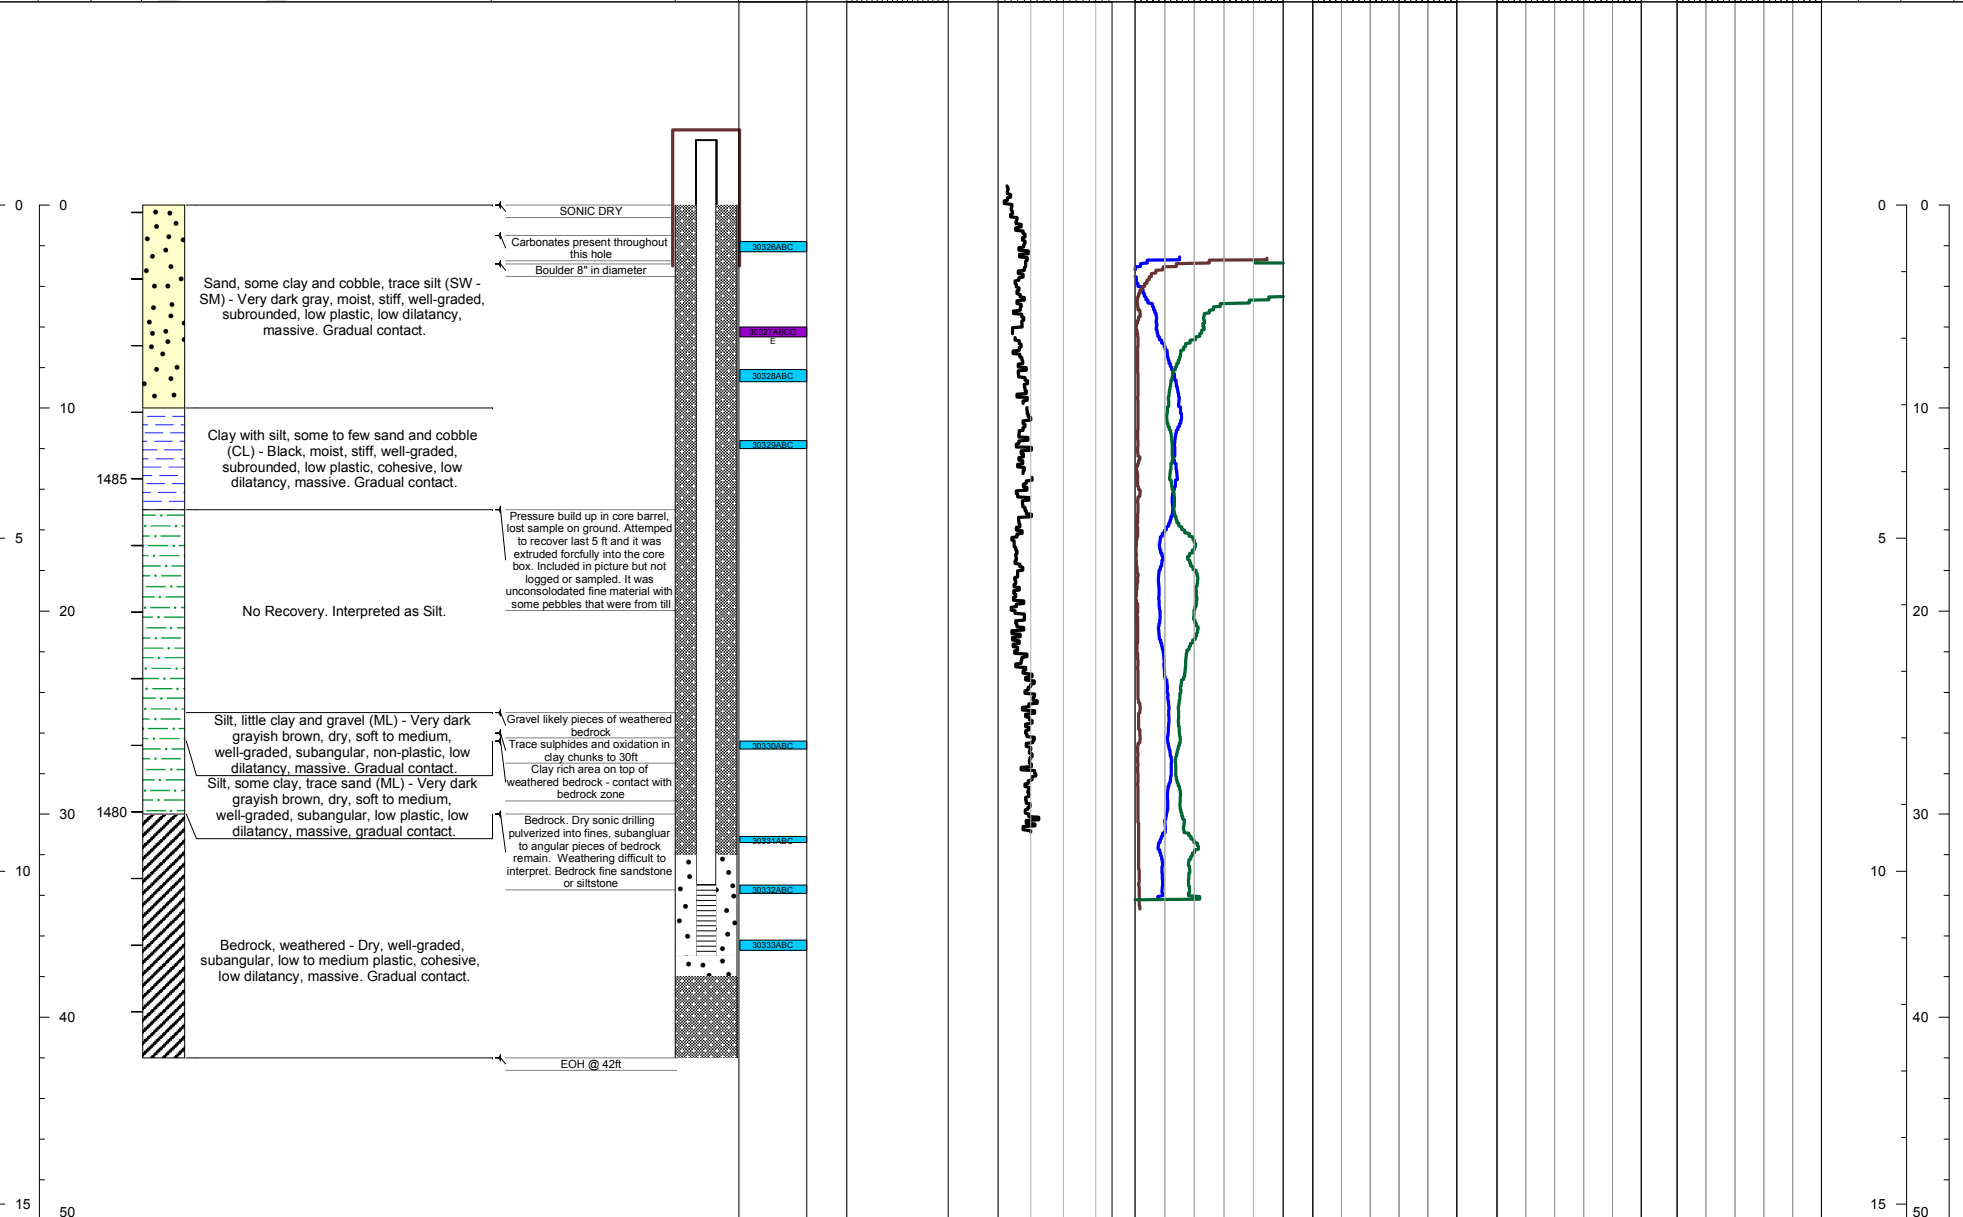 0
0
SONIC DRY
0
0
Carbonates present throughout
this hole
30326ABC
Boulder 8" in diameter
Sand, some clay and cobble, trace silt (SW -
SM) - Very dark gray, moist, stiff, well-graded,
subrounded, low plastic, low dilatancy,
massive. Gradual contact.
30327ABCD
E
30328ABC
10
10
Clay with silt, some to few sand and cobble
(CL) - Black, moist, stiff, well-graded,
subrounded, low plastic, cohesive, low
dilatancy, massive. Gradual contact.
30329ABC
1485
Pressure build up in core barrel,
lost sample on ground. Attemped
to recover last 5 ft and it was
extruded forcfully into the core
box. Included in picture but not
logged or sampled. It was
unconsolodated fine material with
some pebbles that were from till
5
5
20
No Recovery. Interpreted as Silt.
20
Silt, little clay and gravel (ML) - Very dark
grayish brown, dry, soft to medium,
well-graded, subangular, non-plastic, low
dilatancy, massive. Gradual contact.
Gravel likely pieces of weathered
bedrock
Trace sulphides and oxidation in
clay chunks to 30ft
30330ABC
Clay rich area on top of
weathered bedrock - contact with
bedrock zone
Silt, some clay, trace sand (ML) - Very dark
grayish brown, dry, soft to medium,
well-graded, subangular, low plastic, low
dilatancy, massive, gradual contact.
30
1480
30
Bedrock. Dry sonic drilling
pulverized into fines, subangluar
to angular pieces of bedrock
remain. Weathering difficult to
interpret. Bedrock fine sandstone
or siltstone
30331ABC
10
10
30332ABC
Bedrock, weathered - Dry, well-graded,
subangular, low to medium plastic, cohesive,
low dilatancy, massive. Gradual contact.
30333ABC
40
40
EOH @ 42ft
15
50
15
50